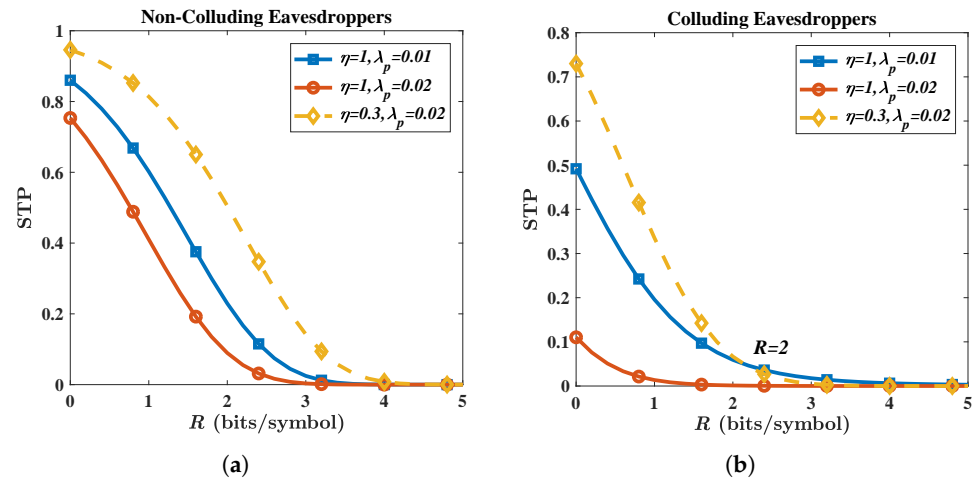 Non-Colluding Eavesdroppers
1
0.8
0.6
0.4
0.2
0
STP
η=1,λp=0.01
η=1,λp=0.02
η=0.3,λp=0.02
0 1 2 3 4 5
R (bits/symbol)
(a)
Colluding Eavesdroppers
0.8
0.7
0.6
0.5
0.4
0.3
0.2
0.1
0
STP
η=1,λp=0.01
η=1,λp=0.02
η=0.3,λp=0.02
R=2
0 1 2 3 4 5
R (bits/symbol)
(b)